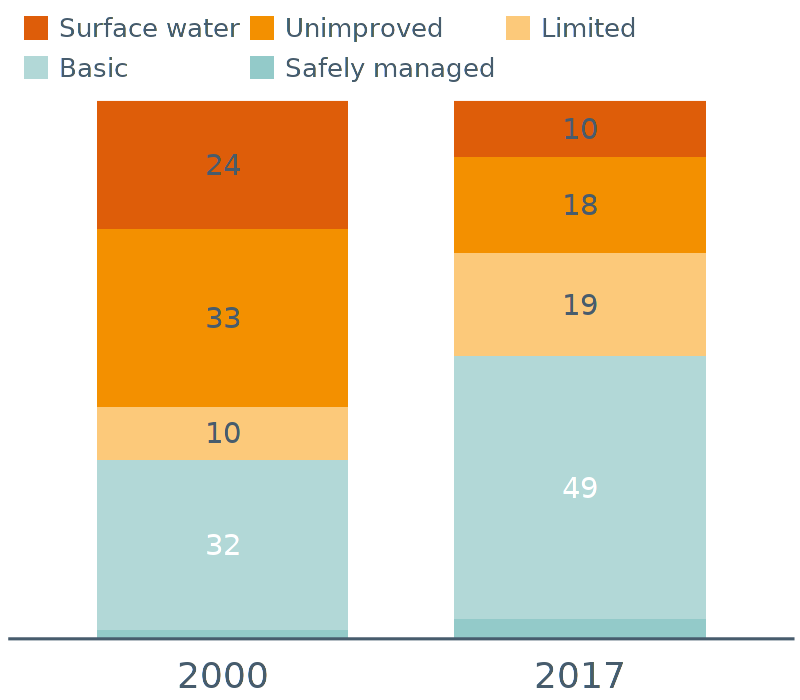 Surface water Unimproved Limited
Basic Safely managed
24 10
33 18
10 19
32 49
2000 2017